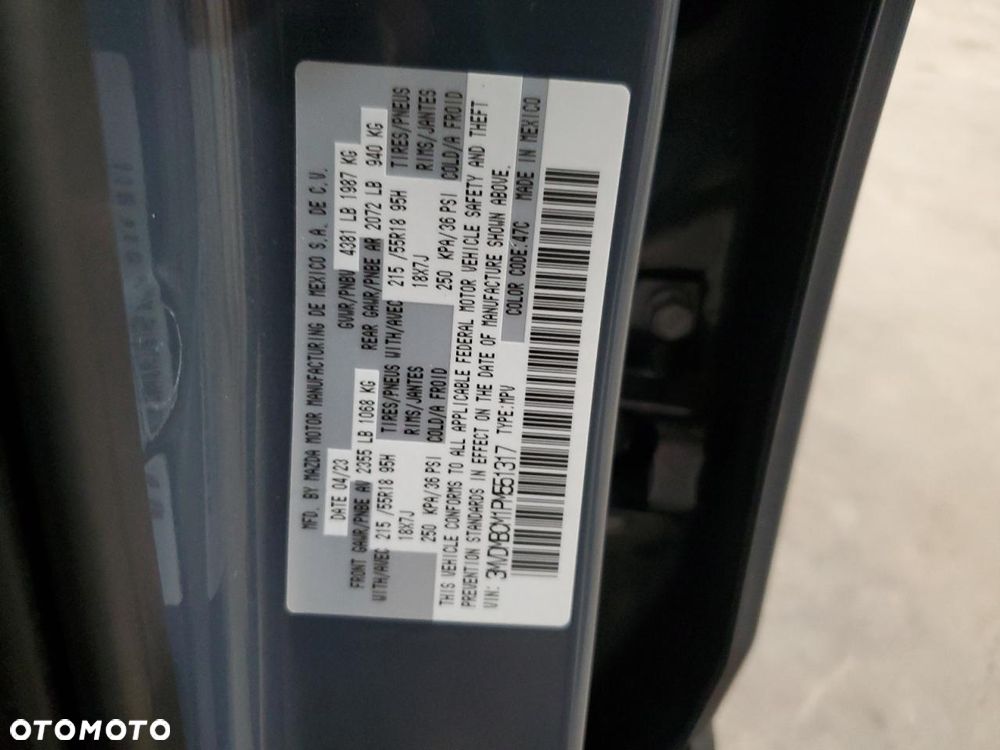 MFD. BY MAZDA MOTOR MANUFACTURING DE MEXICO S.A. DE C.V.
DATE 04/23 GVWR/PNBV 4381 LB 1987 KG
FRONT GAWR/PNBE AV 2355 LB 1068 KG REAR GAWR/PNBE AR 2072 LB 940 KG
WITH/AVEC 215 /55R18 95H TIRES/PNEUS WITH/AVEC 215 /55R18 95H TIRES/PNEUS
18X7J RIMS/JANTES 18X7J RIMS/JANTES
250 KPA/36 PSI COLD/A FROID 250 KPA/36 PSI COLD/A FROID
THIS VEHICLE CONFORMS TO ALL APPLICABLE FEDERAL MOTOR VEHICLE SAFETY AND THEFT
PREVENTION STANDARDS IN EFFECT ON THE DATE OF MANUFACTURE SHOWN ABOVE.
VIN: 3MVDMBCM1PM551317 TYPE:MPV COLOR CODE:47C MADE IN MEXICO
OTOMOTO